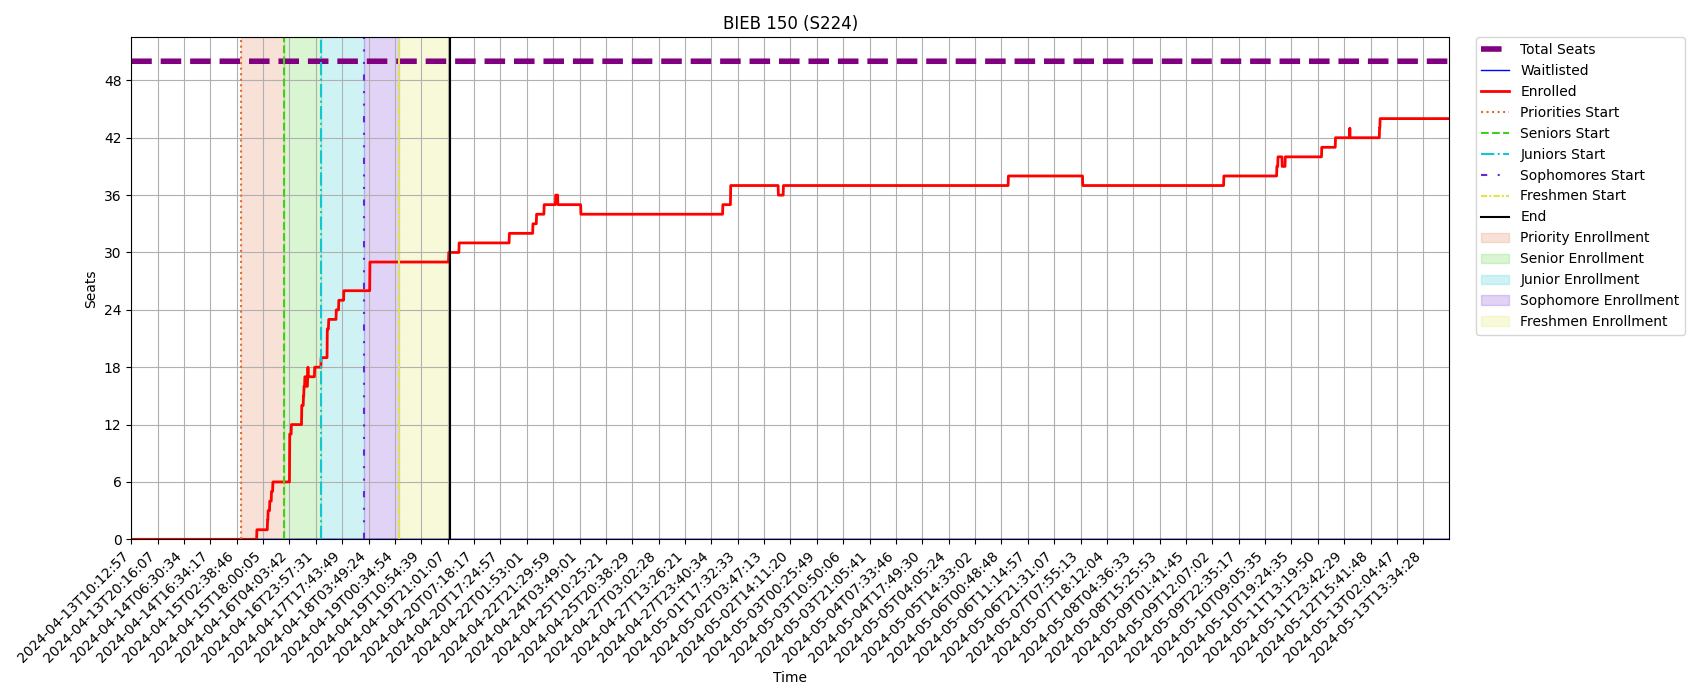 BIEB 150 (S224)
Total Seats
Waitlisted
Enrolled
Priorities Start
Seniors Start
Juniors Start
Sophomores Start
Freshmen Start
End
Priority Enrollment
Senior Enrollment
Junior Enrollment
Sophomore Enrollment
Freshmen Enrollment
Seats
48
42
36
30
24
18
12
6
0
2024-04-13T10:12:57
2024-04-13T20:16:07
2024-04-14T06:30:34
2024-04-14T16:34:17
2024-04-15T02:38:46
2024-04-15T18:00:05
2024-04-16T04:03:42
2024-04-16T23:57:31
2024-04-17T17:43:49
2024-04-18T03:49:24
2024-04-19T00:34:54
2024-04-19T10:54:39
2024-04-19T21:01:07
2024-04-20T07:18:17
2024-04-20T17:24:57
2024-04-22T01:53:01
2024-04-22T21:29:59
2024-04-24T03:49:01
2024-04-25T10:25:21
2024-04-25T20:38:29
2024-04-27T03:02:28
2024-04-27T13:26:21
2024-04-27T23:40:34
2024-05-01T17:32:33
2024-05-02T03:47:13
2024-05-02T14:11:20
2024-05-03T00:25:49
2024-05-03T10:50:06
2024-05-03T21:05:41
2024-05-04T07:33:46
2024-05-04T17:49:30
2024-05-05T04:05:24
2024-05-05T14:33:02
2024-05-06T00:48:48
2024-05-06T11:14:57
2024-05-06T21:31:07
2024-05-07T07:55:13
2024-05-07T18:12:04
2024-05-08T04:36:33
2024-05-08T15:25:53
2024-05-09T01:41:45
2024-05-09T12:07:02
2024-05-09T22:35:17
2024-05-10T09:05:35
2024-05-10T19:24:35
2024-05-11T13:19:50
2024-05-11T23:42:29
2024-05-12T15:41:48
2024-05-13T02:04:47
2024-05-13T13:34:28
Time